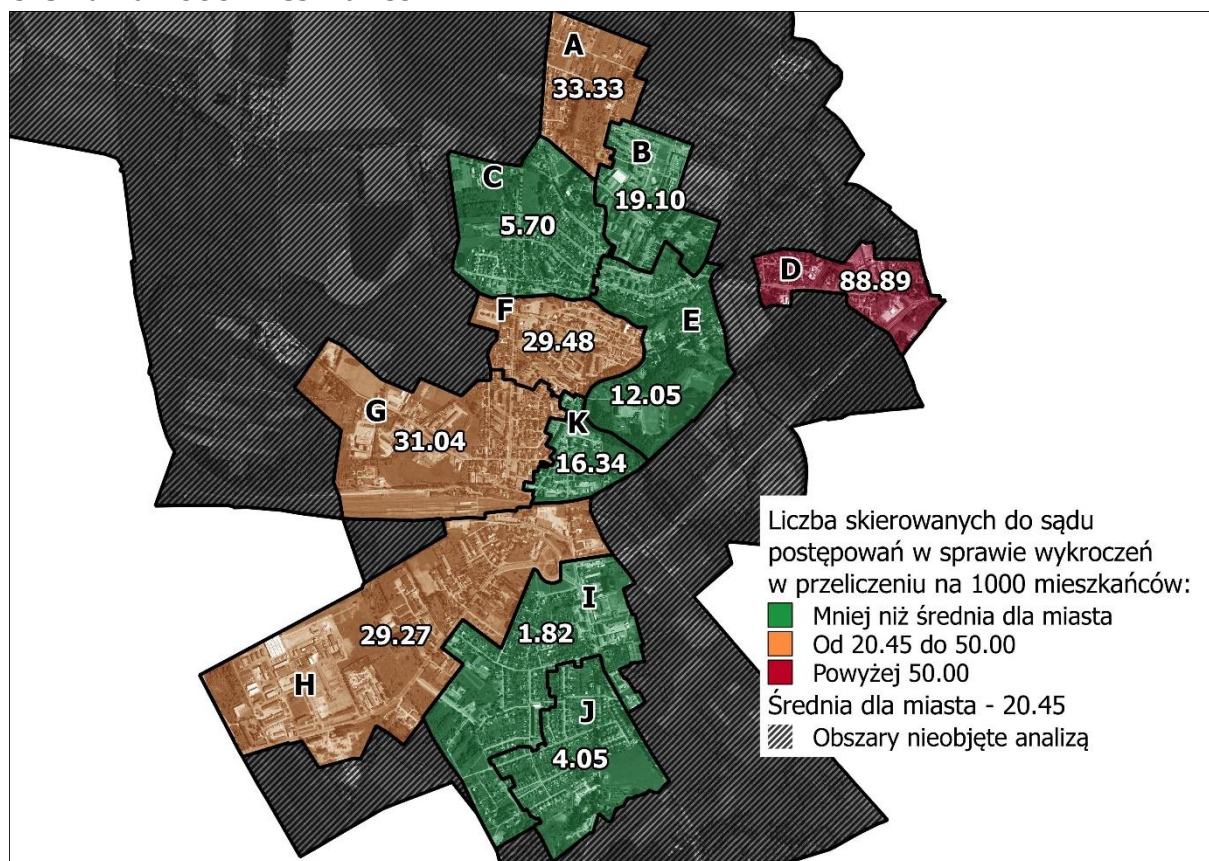 A
33.33
B
19.10
C
5.70
D
88.89
F
29.48
E
12.05
G
31.04
K
16.34
Liczba skierowanych do sądu
postępowań w sprawie wykroczeń
w przeliczeniu na 1000 mieszkańców:
Mniej niż średnia dla miasta
Od 20.45 do 50.00
Powyżej 50.00
Średnia dla miasta - 20.45
Obszary nieobjęte analizą
H
29.27
I
1.82
J
4.05